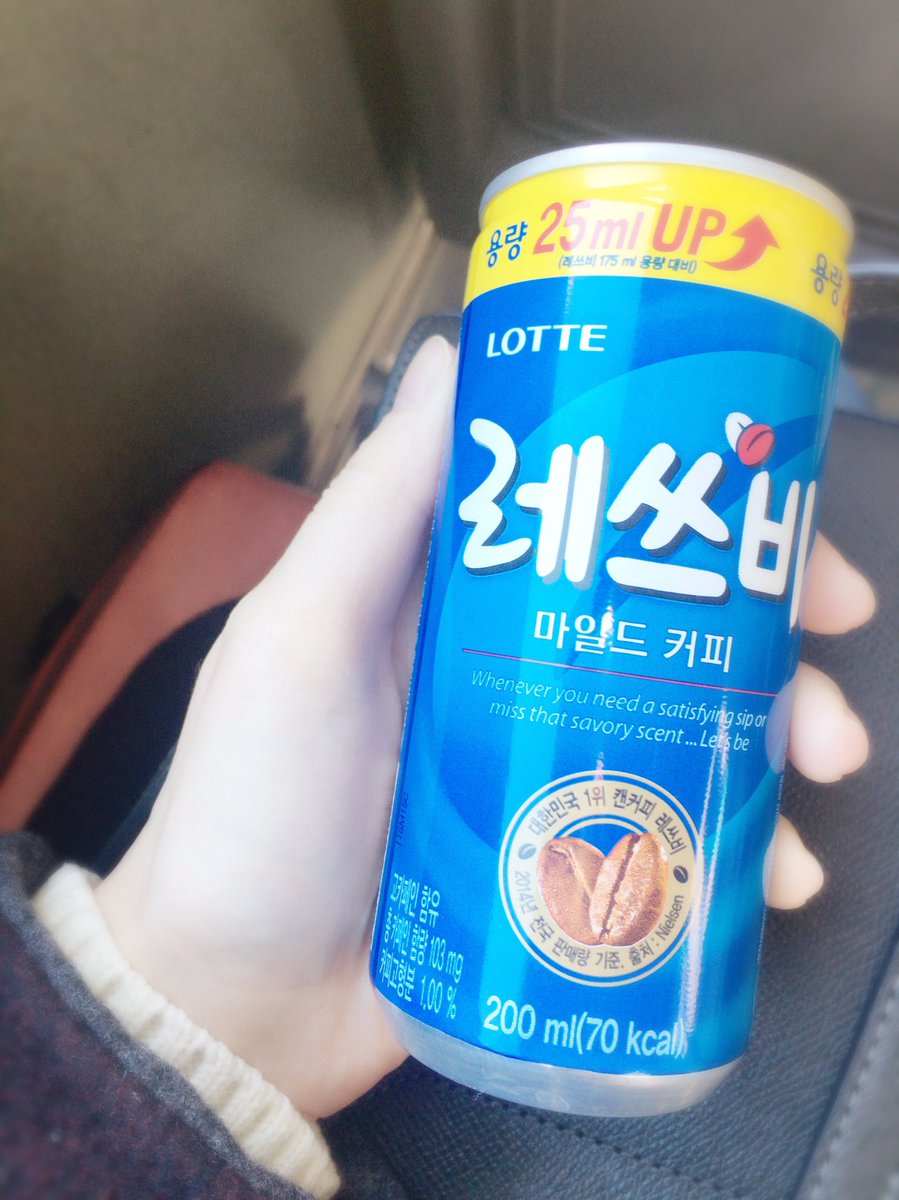 용량 25ml UP
(레쓰비 175 ml 용량 대비)
용량
LOTTE
레쓰비
마일드 커피
Whenever you need a satisfying sip or
miss that savory scent... Let's be
대한민국 1위 캔커피 레쓰비
2014년 전국 판매량 기준, 출처 : Nielsen
고카페인 함유
총카페인 함량 103 mg
커피고형분 1.00 %
200 ml(70 kcal)